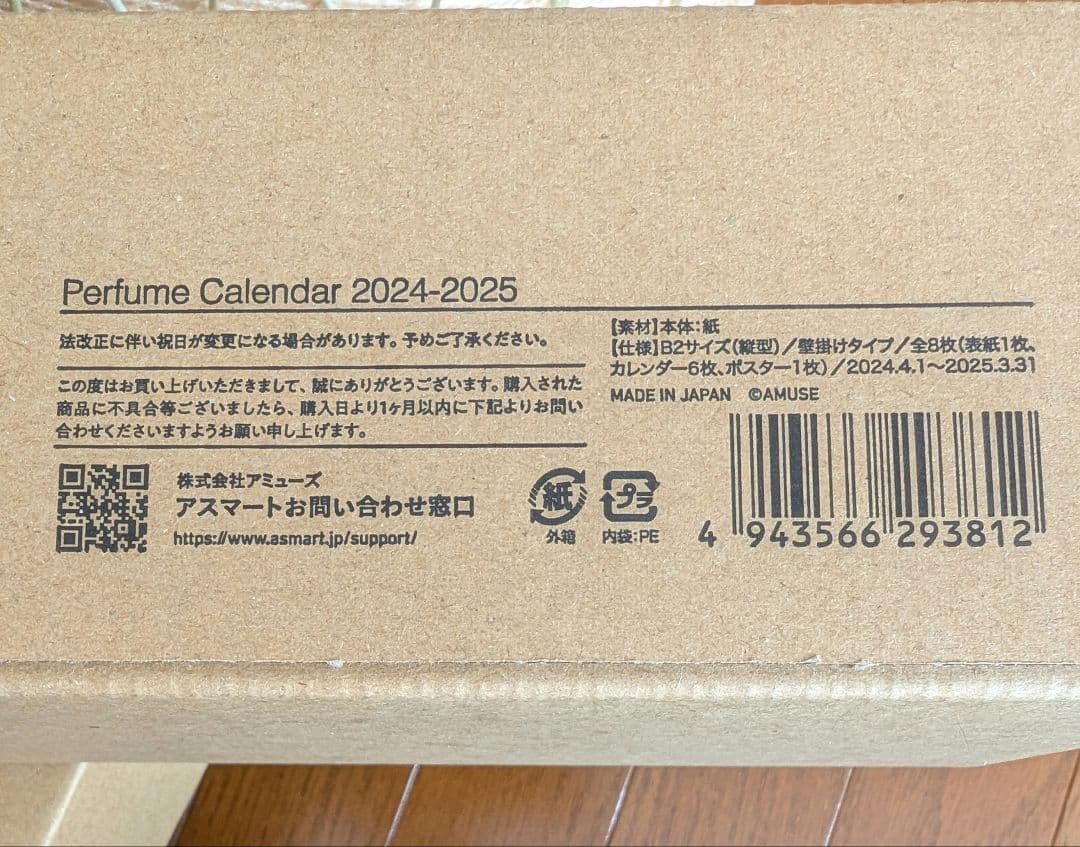 Perfume Calendar 2024-2025
法改正に伴い祝日が変更になる場合があります。予めご了承ください。
この度はお買い上げいただきまして、誠にありがとうございます。購入された
商品に不具合等ございましたら、購入日より1ヶ月以内に下記よりお問い
合わせくださいますようお願い申し上げます。
株式会社アミューズ
アスマートお問い合わせ窓口
https://www.asmart.jp/support/
【素材】本体:紙
【仕様】B2サイズ(縦型)/壁掛けタイプ/全8枚(表紙1枚、
カレンダー6枚、ポスター1枚)/2024.4.1〜2025.3.31
MADE IN JAPAN ©AMUSE
紙
外箱
プラ
内袋:PE
4 943566 293812